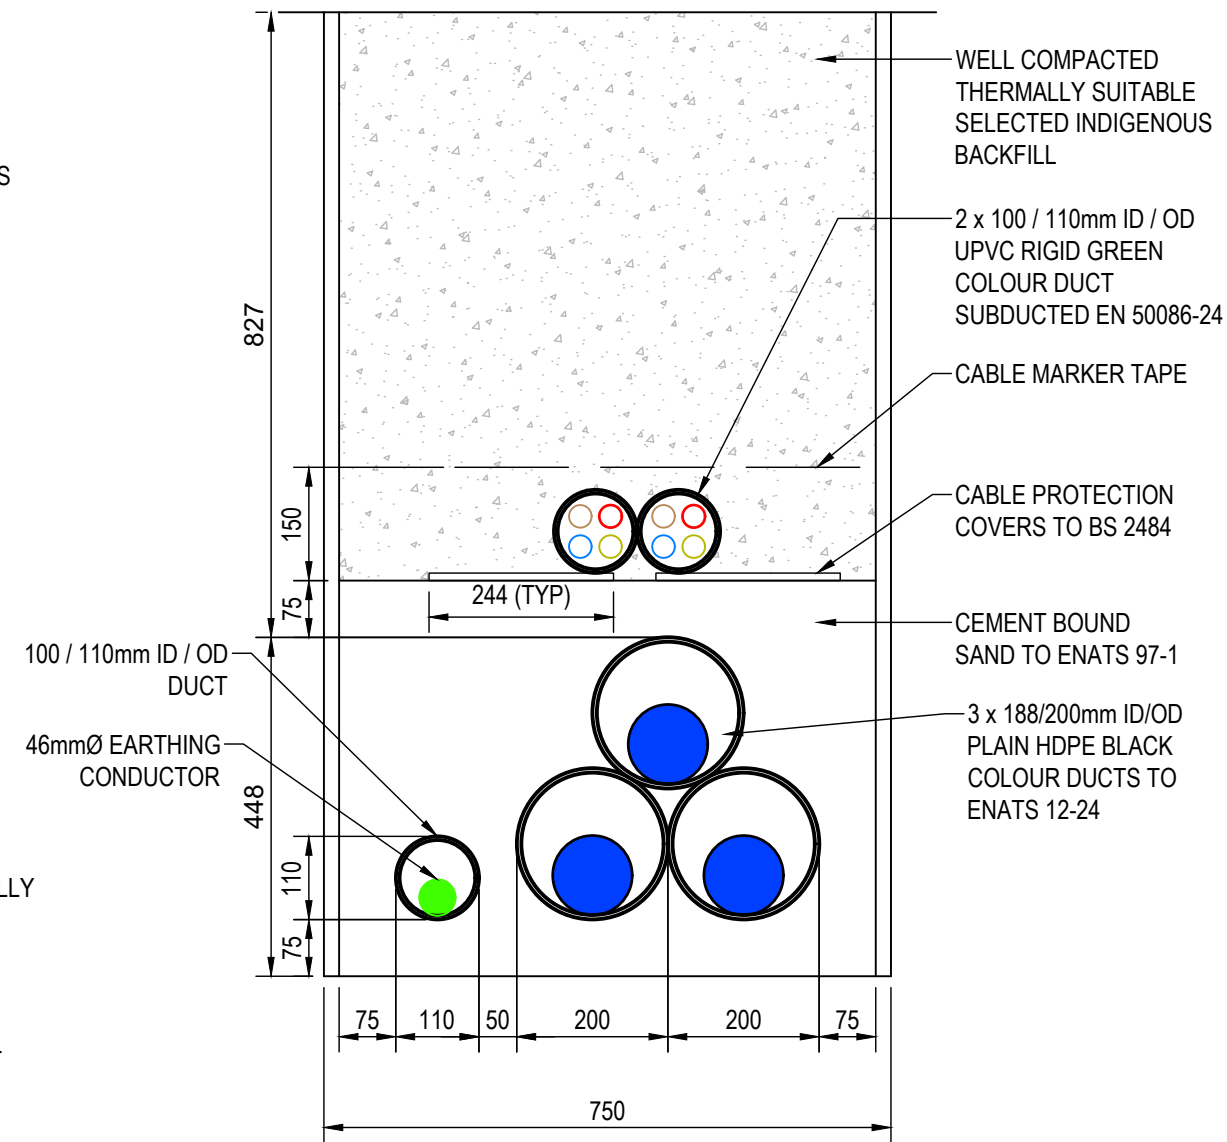 WELL COMPACTED
THERMALLY SUITABLE
SELECTED INDIGENOUS
BACKFILL
S
2 x 100 / 110mm ID / OD
UPVC RIGID GREEN
COLOUR DUCT
SUBDUCTED EN 50086-24
827
CABLE MARKER TAPE
150
CABLE PROTECTION
COVERS TO BS 2484
244 (TYP)
75
CEMENT BOUND
SAND TO ENATS 97-1
100 / 110mm ID / OD
DUCT
46mmØ EARTHING
CONDUCTOR
3 x 188/200mm ID/OD
PLAIN HDPE BLACK
COLOUR DUCTS TO
ENATS 12-24
448
110
LLY
75
75
110
50
200
200
75
750